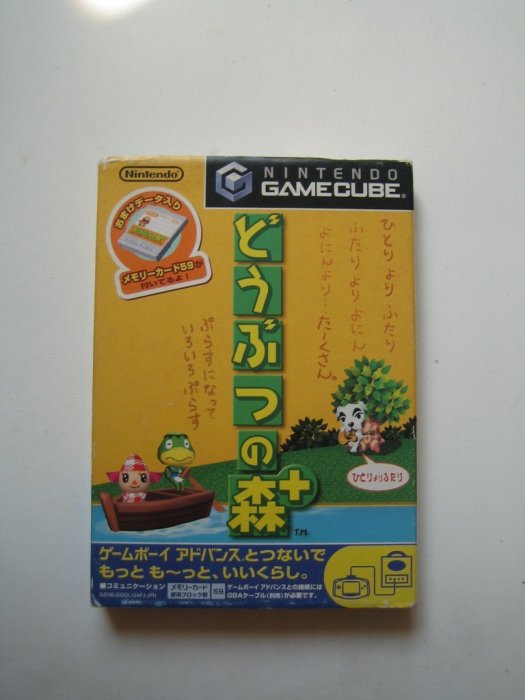 Nintendo
NINTENDO
GAMECUBE
おまけデータ入り
メモリーカード59が
付いてるよ！
どうぶつの森+
TM
ひとりより ふたり
ふたりより よにん
よにんより…たーくさん。
ぷらすになって
いろいろぷらす
ひとりよりふたり
ゲームボーイ アドバンスとつないで
もっと も〜っと、いいくらし。
■コミュニケーション
メモリーカード
使用ブロック数
59
ゲームボーイ アドバンスとの接続には
GBAケーブル(別売)が必要です。